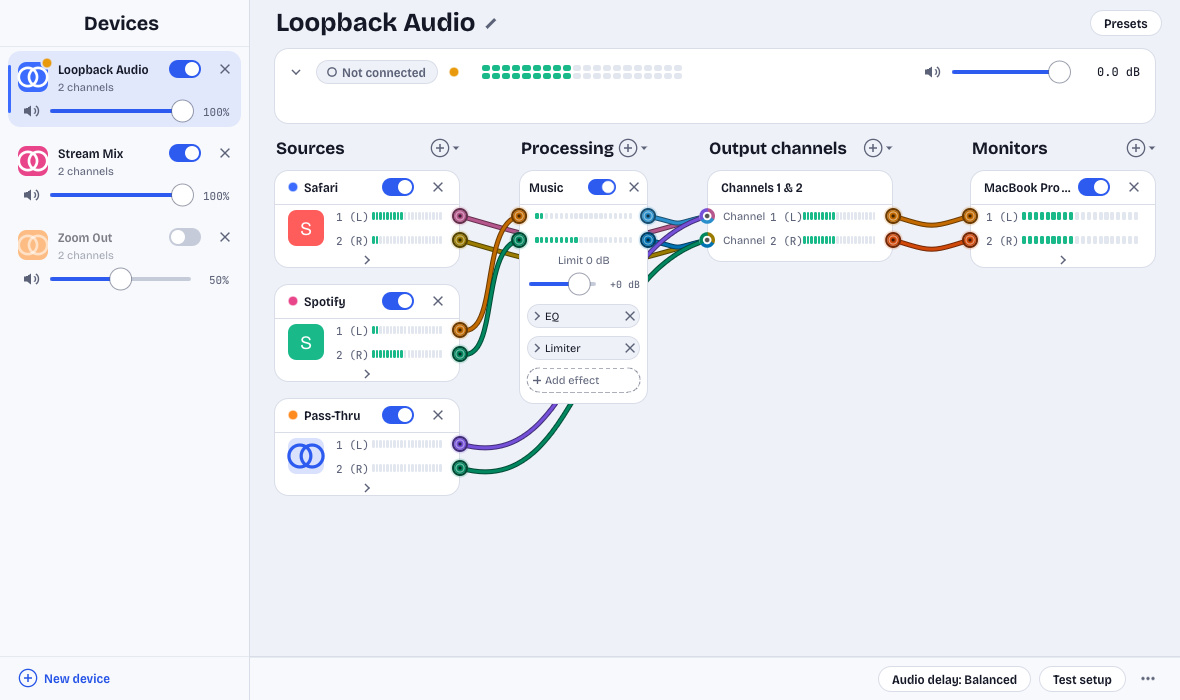 Devices
Loopback Audio
2 channels
100%
Stream Mix
2 channels
100%
Zoom Out
2 channels
50%
New device
Loopback Audio
Presets
Not connected
0.0 dB
Sources
Processing
Output channels
Monitors
Safari
S
1 (L)
2 (R)
Spotify
S
1 (L)
2 (R)
Pass-Thru
1 (L)
2 (R)
Music
Limit 0 dB
+0 dB
EQ
Limiter
+ Add effect
Channels 1 & 2
Channel 1 (L)
Channel 2 (R)
MacBook Pro...
1 (L)
2 (R)
Audio delay: Balanced
Test setup